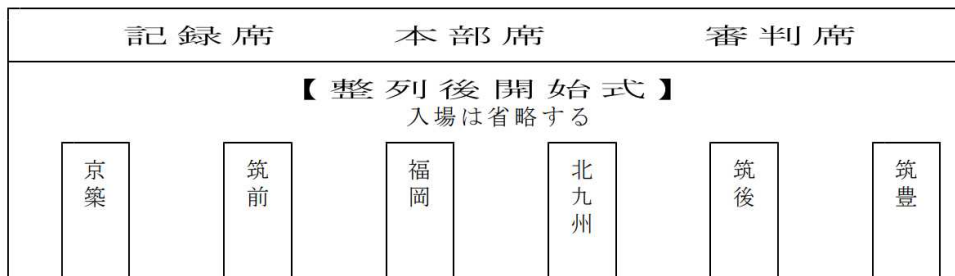 記録席 本部席 審判席
【整列後開始式】
入場は省略する
京築
筑前
福岡
北九州
筑後
筑豊